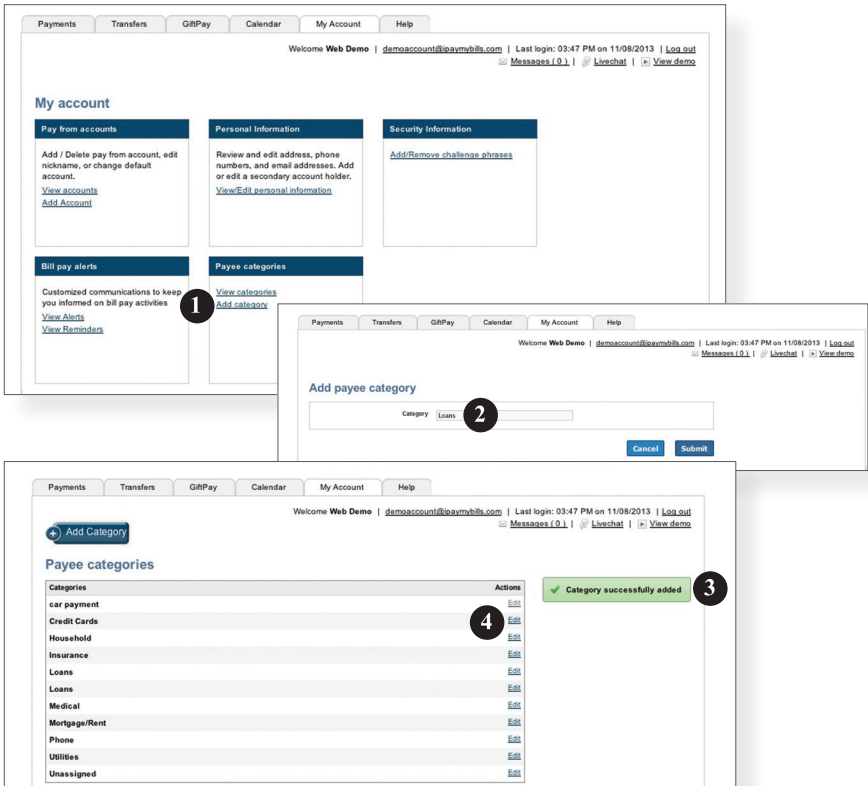 Payments Transfers GiftPay Calendar My Account Help
Welcome Web Demo | demoaccount@ipaymybills.com | Last login: 03:47 PM on 11/08/2013 | Log out
Messages ( 0 ) | Livechat | View demo
My account
Pay from accounts
Add / Delete pay from account, edit
nickname, or change default
account.
View accounts
Add Account
Personal Information
Review and edit address, phone
numbers, and email addresses. Add
or edit a secondary account holder.
View/Edit personal information
Security Information
Add/Remove challenge phrases
Bill pay alerts
Customized communications to keep
you informed on bill pay activities
View Alerts
View Reminders
Payee categories
View categories
1 Add category
Payments Transfers GiftPay Calendar My Account Help
Welcome Web Demo | demoaccount@ipaymybills.com | Last login: 03:47 PM on 11/08/2013 | Log out
Messages ( 0 ) | Livechat | View demo
Add payee category
Category Loans 2
Cancel Submit
Payments Transfers GiftPay Calendar My Account Help
Welcome Web Demo | demoaccount@ipaymybills.com | Last login: 03:47 PM on 11/08/2013 | Log out
Messages ( 0 ) | Livechat | View demo
Add Category
Payee categories
Categories Actions
car payment Edit
Credit Cards Edit
Household Edit
Insurance Edit
Loans Edit
Loans Edit
Medical Edit
Mortgage/Rent Edit
Phone Edit
Utilities Edit
Unassigned Edit
Category successfully added 3
4